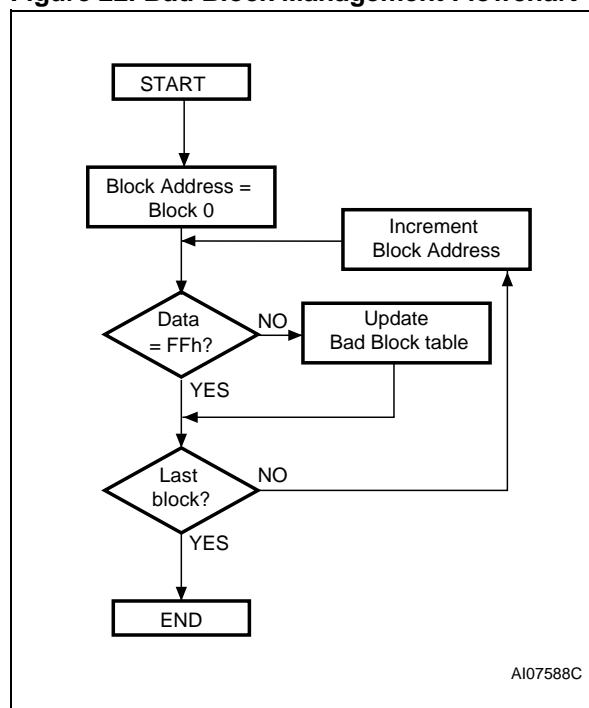 Figure 22. Bad Block Management Flowchart
START
Block Address =
Block 0
Increment
Block Address
Data
= FFh?
NO
Update
Bad Block table
YES
Last
block?
NO
YES
END
AI07588C